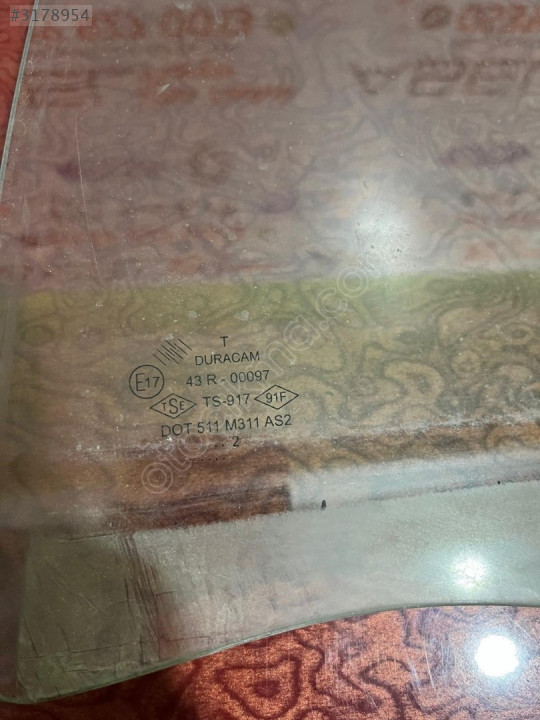 #3178954
T
DURACAM
E17
43 R - 00097
TSE TS-917 91F
DOT 511 M311 AS2
.. 2